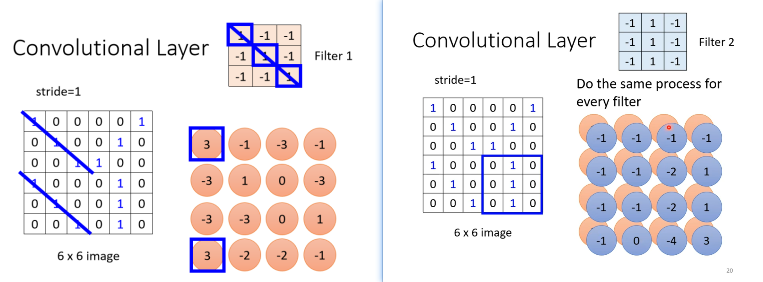 Convolutional Layer
1 -1 -1
-1 1 -1
-1 -1 1
Filter 1
stride=1
1 0 0 0 0 1
0 1 0 0 1 0
0 0 1 1 0 0
1 0 0 0 1 0
0 1 0 0 1 0
0 0 1 0 1 0
6 x 6 image
3 -1 -3 -1
-3 1 0 -3
-3 -3 0 1
3 -2 -2 -1
Convolutional Layer
-1 1 -1
-1 1 -1
-1 1 -1
Filter 2
stride=1
Do the same process for
every filter
1 0 0 0 0 1
0 1 0 0 1 0
0 0 1 1 0 0
1 0 0 0 1 0
0 1 0 0 1 0
0 0 1 0 1 0
6 x 6 image
-1 -1 -1 -1
-1 -1 -2 1
-1 -1 -2 1
-1 0 -4 3
20